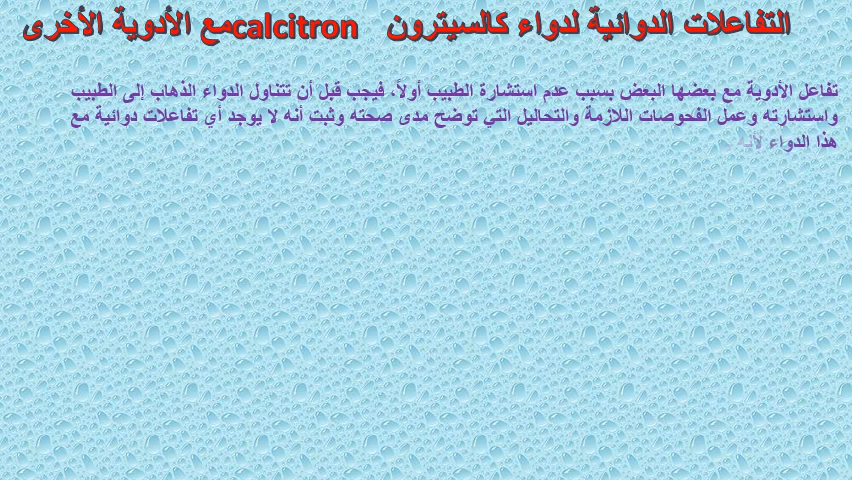 التفاعلات الدوائية لدواء كالسيترون calcitron مع الأدوية الأخرى
تفاعل الأدوية مع بعضها البعض بسبب عدم استشارة الطبيب أولاً، فيجب قبل أن تتناول الدواء الذهاب إلى الطبيب
واستشارته وعمل الفحوصات اللازمة والتحاليل التي توضح مدى صحته وثبت أنه لا يوجد أي تفاعلات دوائية مع
هذا الدواء